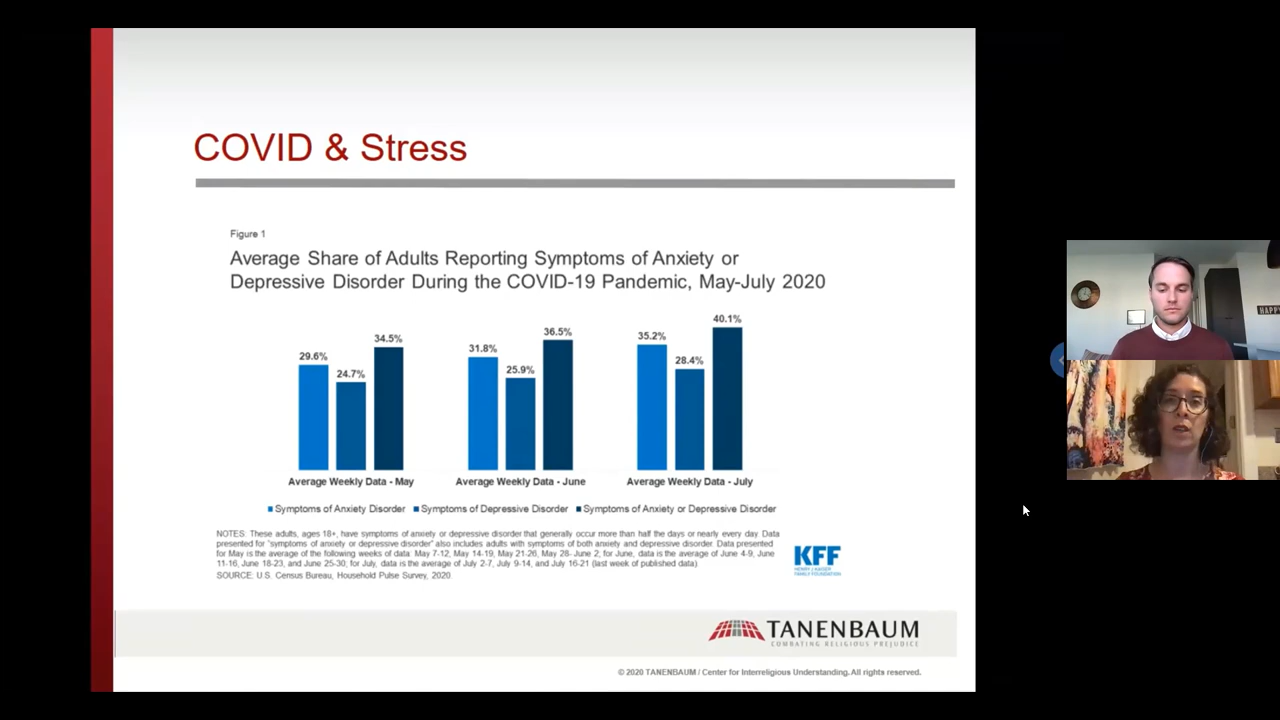 COVID & Stress
Figure 1
Average Share of Adults Reporting Symptoms of Anxiety or
Depressive Disorder During the COVID-19 Pandemic, May-July 2020
29.6%
24.7%
34.5%
31.8%
25.9%
36.5%
35.2%
28.4%
40.1%
Average Weekly Data - May
Average Weekly Data - June
Average Weekly Data - July
Symptoms of Anxiety Disorder
Symptoms of Depressive Disorder
Symptoms of Anxiety or Depressive Disorder
NOTES: These adults, ages 18+, have symptoms of anxiety or depressive disorder that generally occur more than half the days or nearly every day. Data
presented for "symptoms of anxiety or depressive disorder" also includes adults with symptoms of both anxiety and depressive disorder. Data presented
for May is the average of the following weeks of data: May 7-12, May 14-19, May 21-26, May 28- June 2; for June, data is the average of June 4-9, June
11-16, June 18-23, and June 25-30; for July, data is the average of July 2-7, July 9-14, and July 16-21 (last week of published data).
SOURCE: U.S. Census Bureau, Household Pulse Survey, 2020.
KFF
HENRY J KAISER
FAMILY FOUNDATION
TANENBAUM
COMBATING RELIGIOUS PREJUDICE
© 2020 TANENBAUM / Center for Interreligious Understanding. All rights reserved.
HAPPY